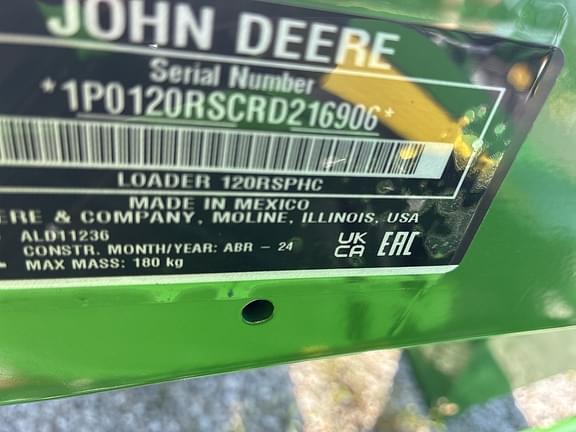 JOHN DEERE
Serial Number
*1P0120RSCRD216906*
LOADER 120RSPHC
MADE IN MEXICO
ERE & COMPANY, MOLINE, ILLINOIS, USA
ALD11236
CONSTR. MONTH/YEAR: ABR - 24
MAX MASS: 180 kg
UK
CA
EAC